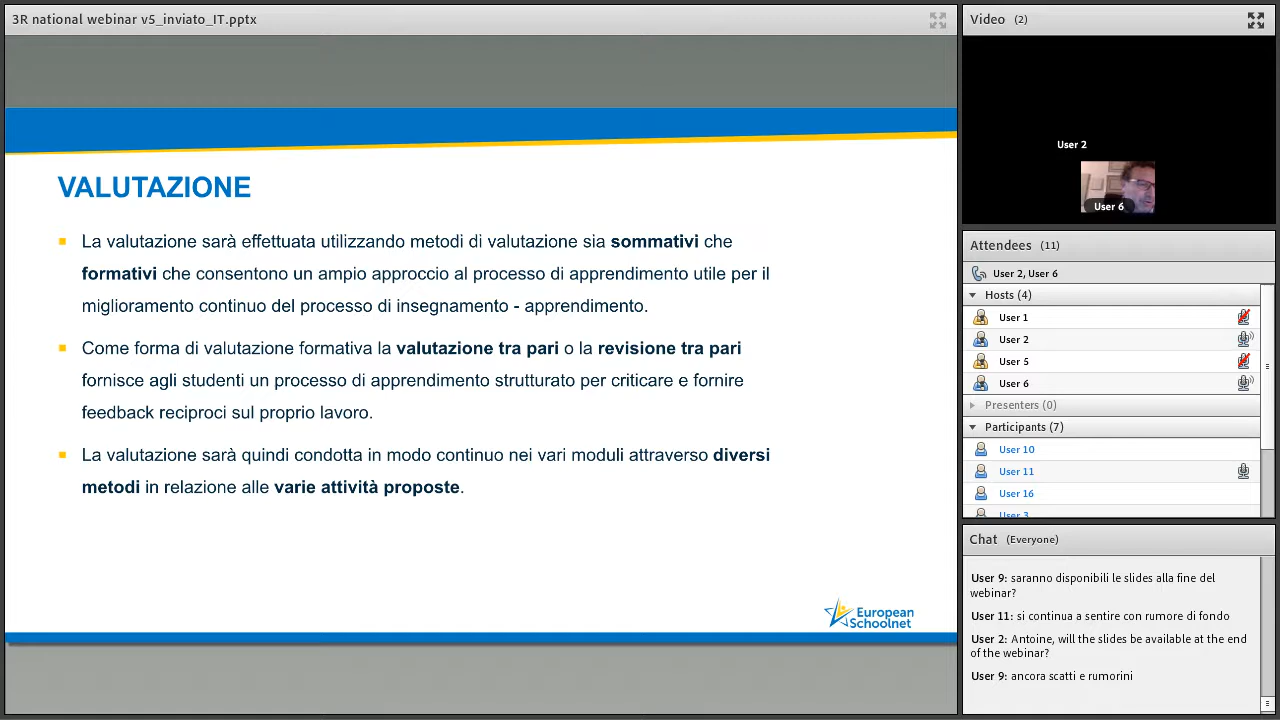 3R national webinar v5_inviato_IT.pptx
VALUTAZIONE
La valutazione sarà effettuata utilizzando metodi di valutazione sia sommativi che
formativi che consentono un ampio approccio al processo di apprendimento utile per il
miglioramento continuo del processo di insegnamento - apprendimento.
Come forma di valutazione formativa la valutazione tra pari o la revisione tra pari
fornisce agli studenti un processo di apprendimento strutturato per criticare e fornire
feedback reciproci sul proprio lavoro.
La valutazione sarà quindi condotta in modo continuo nei vari moduli attraverso diversi
metodi in relazione alle varie attività proposte.
European
Schoolnet
Video (2)
User 2
User 6
Attendees (11)
User 2, User 6
Hosts (4)
User 1
User 2
User 5
User 6
Presenters (0)
Participants (7)
User 10
User 11
User 16
User 3
Chat (Everyone)
User 9: saranno disponibili le slides alla fine del
webinar?
User 11: si continua a sentire con rumore di fondo
User 2: Antoine, will the slides be available at the end
of the webinar?
User 9: ancora scatti e rumorini